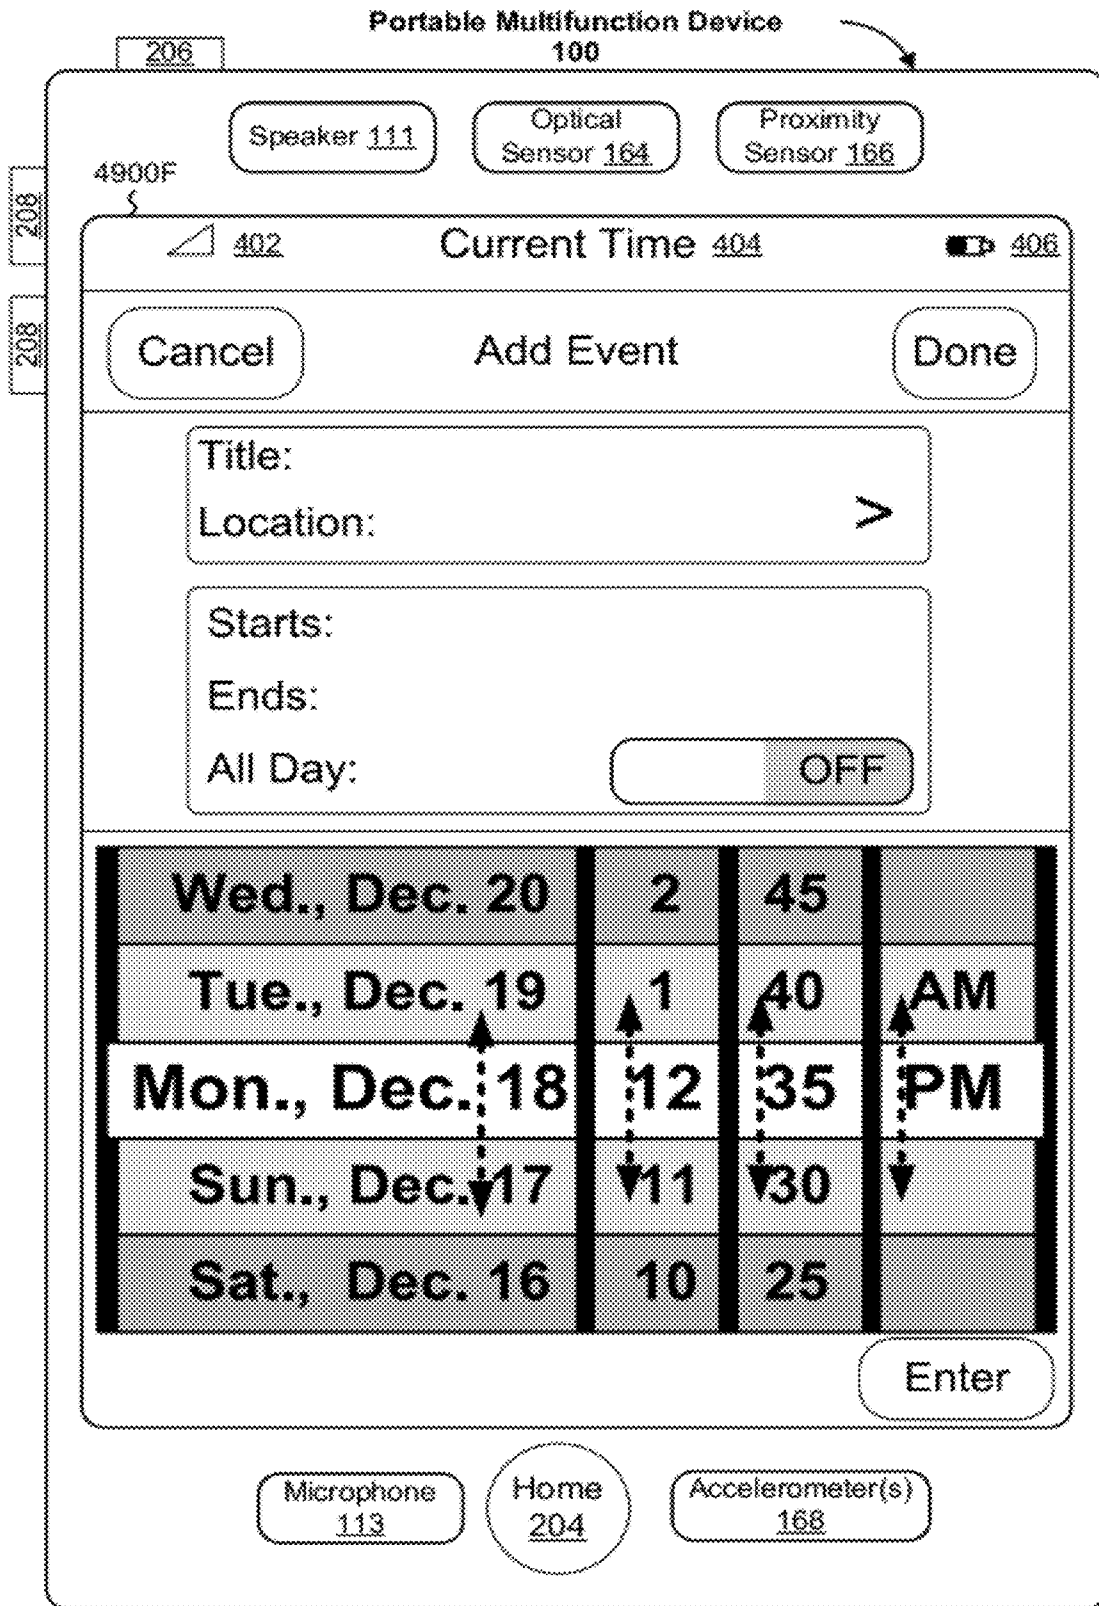 Portable Multifunction Device
100
206
Speaker 111
Optical
Sensor 164
Proximity
Sensor 166
4900F
208
208
402
Current Time 404
406
Cancel
Add Event
Done
Title:
Location:
>
Starts:
Ends:
All Day:
OFF
Wed., Dec. 20 2 45
Tue., Dec. 19 1 40 AM
Mon., Dec. 18 12 35 PM
Sun., Dec. 17 11 30
Sat., Dec. 16 10 25
Enter
Microphone
113
Home
204
Accelerometer(s)
168